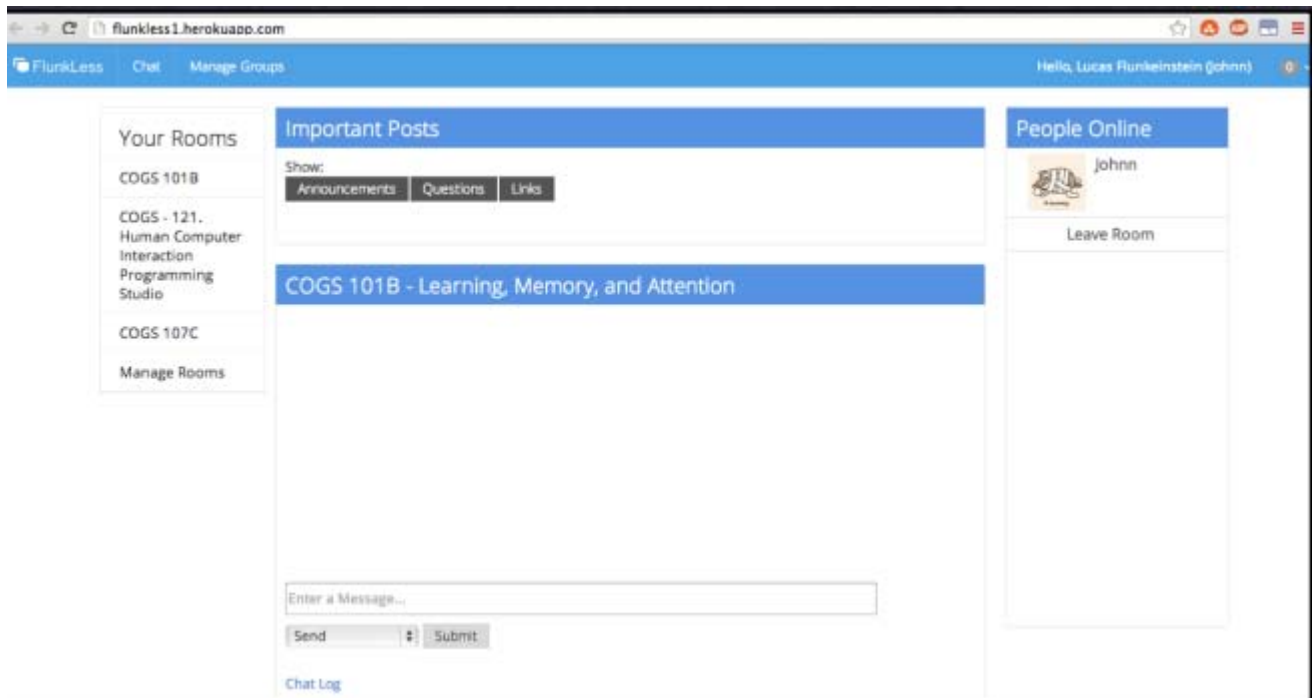 flunkless1.herokuapp.com
FlunkLess Chat Manage Groups Hello, Lucas Flunkeinstein (Johnn) 0
Your Rooms
COGS 101B
COGS - 121.
Human Computer
Interaction
Programming
Studio
COGS 107C
Manage Rooms
Important Posts
Show:
Announcements Questions Links
COGS 101B - Learning, Memory, and Attention
Enter a Message...
Send Submit
Chat Log
People Online
Johnn
Leave Room